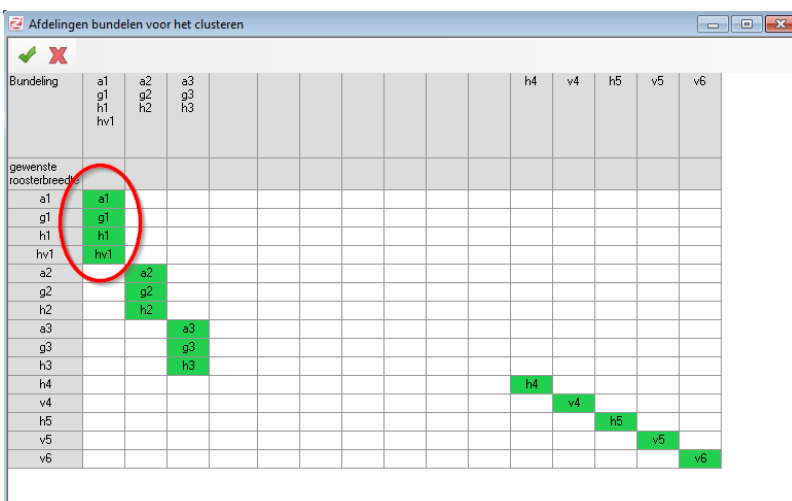 Afdelingen bundelen voor het clusteren
Bundeling a1 a2 a3 h4 v4 h5 v5 v6
g1 g2 g3
h1 h2 h3
hv1
gewenste
roosterbreedte
a1 a1
g1 g1
h1 h1
hv1 hv1
a2 a2
g2 g2
h2 h2
a3 a3
g3 g3
h3 h3
h4 h4
v4 v4
h5 h5
v5 v5
v6 v6